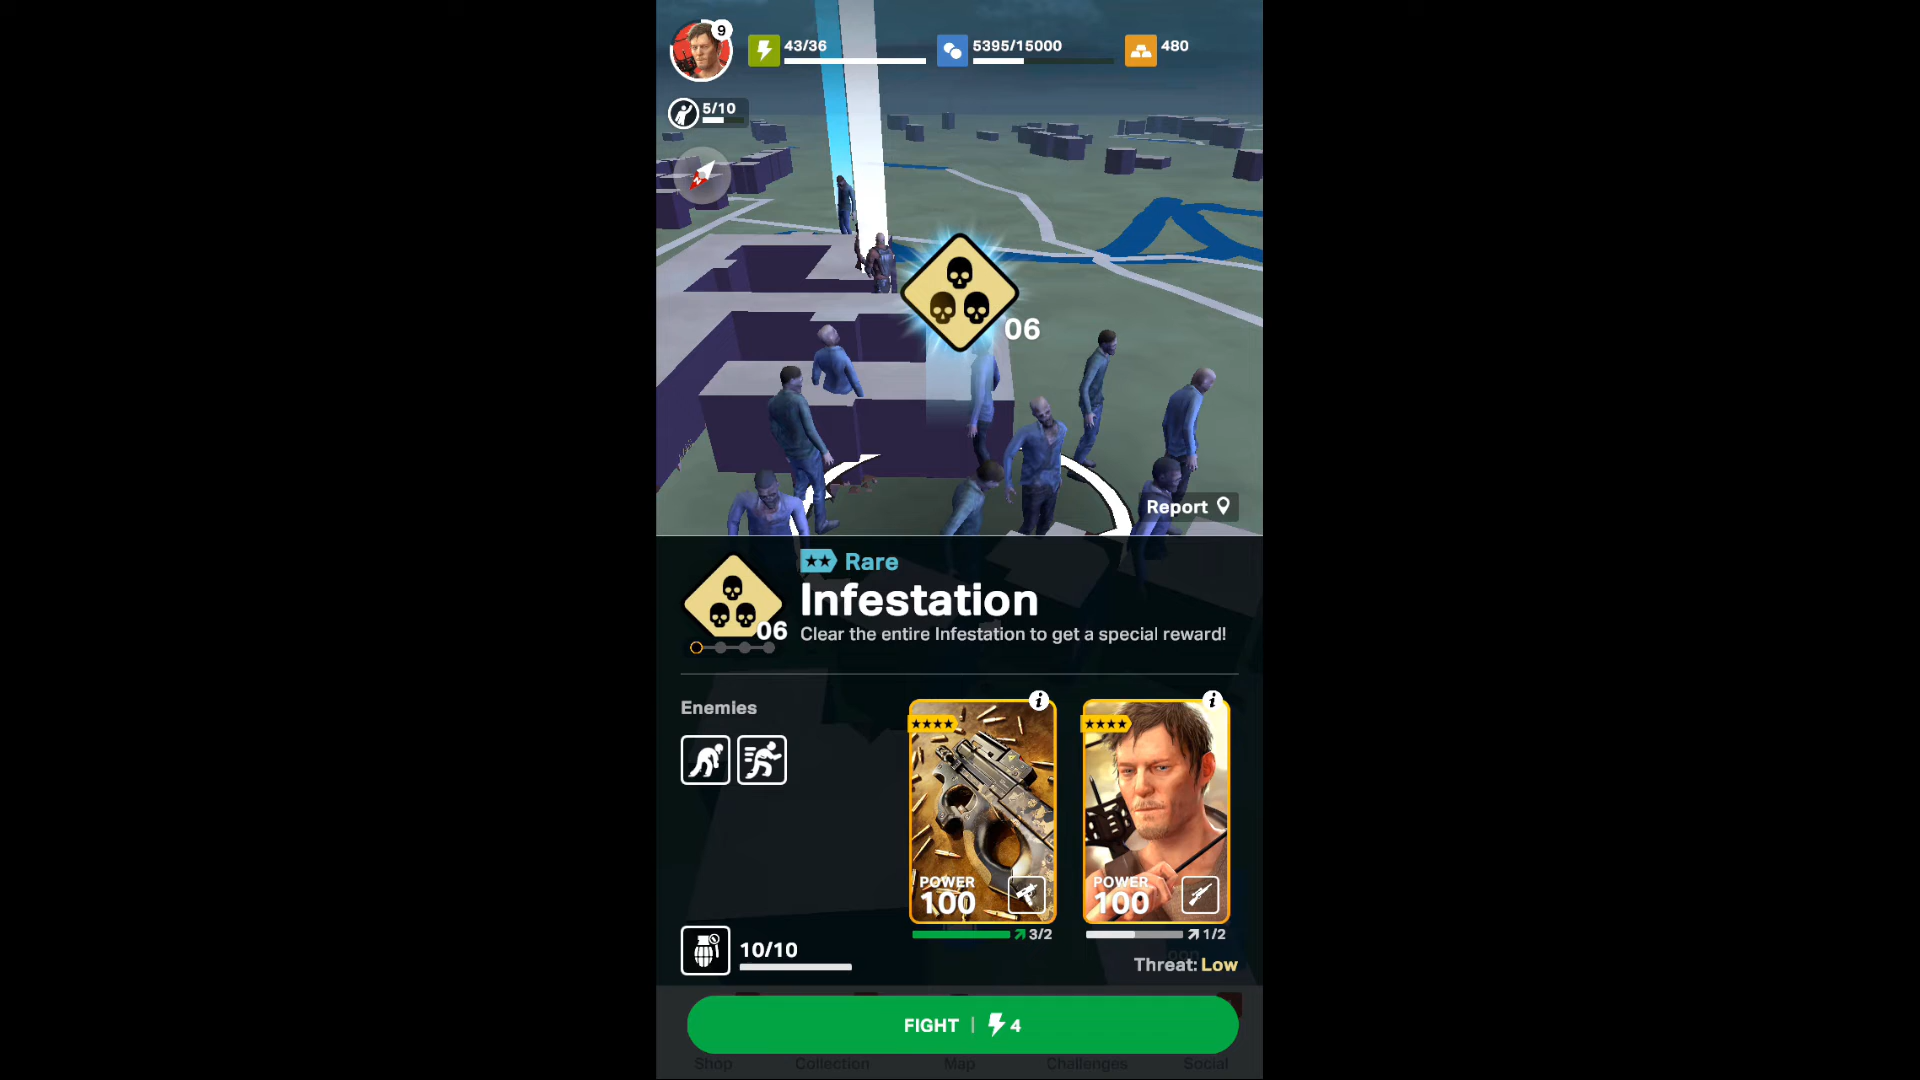 9
43/36
5395/15000
480
5/10
N
06
Report
Rare
Infestation
06
Clear the entire Infestation to get a special reward!
Enemies
i
i
POWER
100
POWER
100
3/2
1/2
10/10
Threat: Low
FIGHT | 4
Shop Collection Map Challenges Social